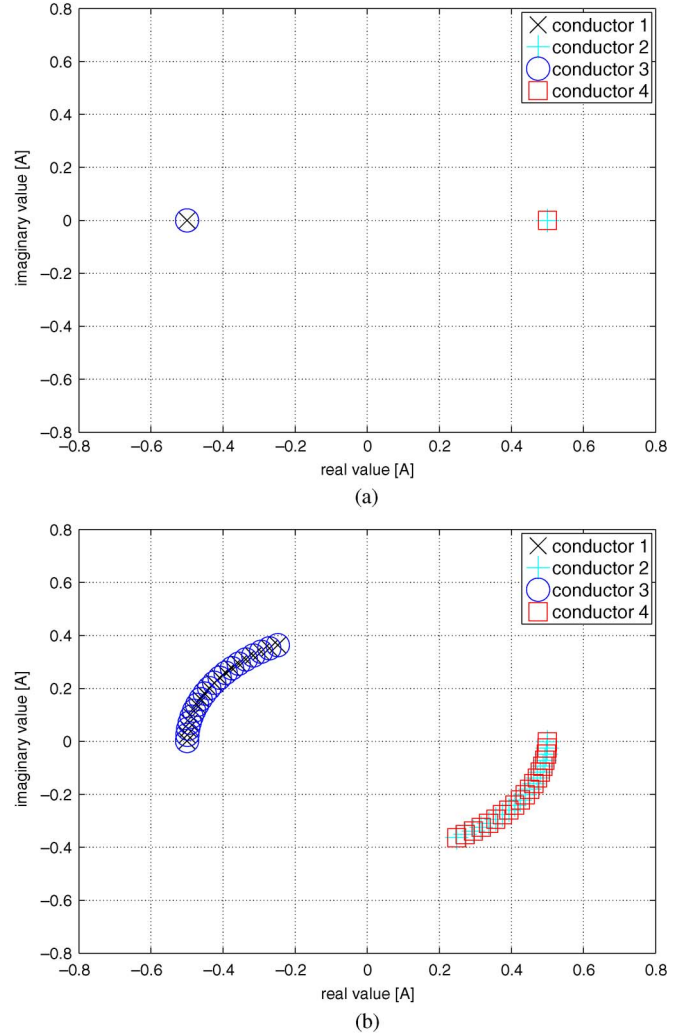 0.8
0.6
0.4
0.2
0
−0.2
−0.4
−0.6
−0.8
imaginary value [A]
conductor 1
conductor 2
conductor 3
conductor 4
−0.8 −0.6 −0.4 −0.2 0 0.2 0.4 0.6 0.8
real value [A]
(a)
0.8
0.6
0.4
0.2
0
−0.2
−0.4
−0.6
−0.8
imaginary value [A]
conductor 1
conductor 2
conductor 3
conductor 4
−0.8 −0.6 −0.4 −0.2 0 0.2 0.4 0.6 0.8
real value [A]
(b)